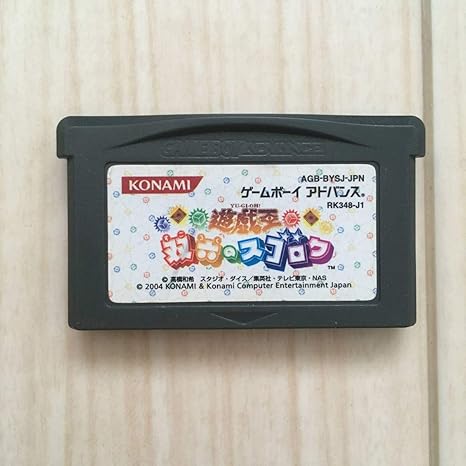 GAME BOY ADVANCE
AGB-BYSJ-JPN
KONAMI
ゲームボーイ アドバンス®
RK348-J1
YU-GI-OH!
遊戯王
双六のスゴロク™
© 高橋和希 スタジオ・ダイス/集英社・テレビ東京・NAS
© 2004 KONAMI & Konami Computer Entertainment Japan